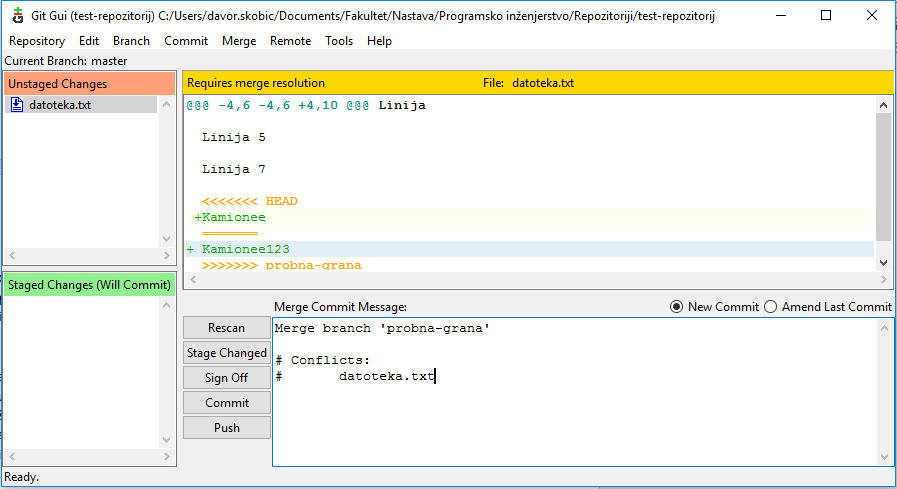 Git Gui (test-repozitorij) C:/Users/davor.skobic/Documents/Fakultet/Nastava/Programsko inženjerstvo/Repozitoriji/test-repozitorij
Repository Edit Branch Commit Merge Remote Tools Help
Current Branch: master
Unstaged Changes
datoteka.txt
Requires merge resolution File: datoteka.txt
@@@ -4,6 -4,6 +4,10 @@@ Linija
Linija 5
Linija 7
<<<<<<< HEAD
+Kamionee
=======
+ Kamionee123
>>>>>>> probna-grana
Staged Changes (Will Commit)
Merge Commit Message: New Commit Amend Last Commit
Rescan
Stage Changed
Sign Off
Commit
Push
Merge branch 'probna-grana'
# Conflicts:
# datoteka.txt
Ready.